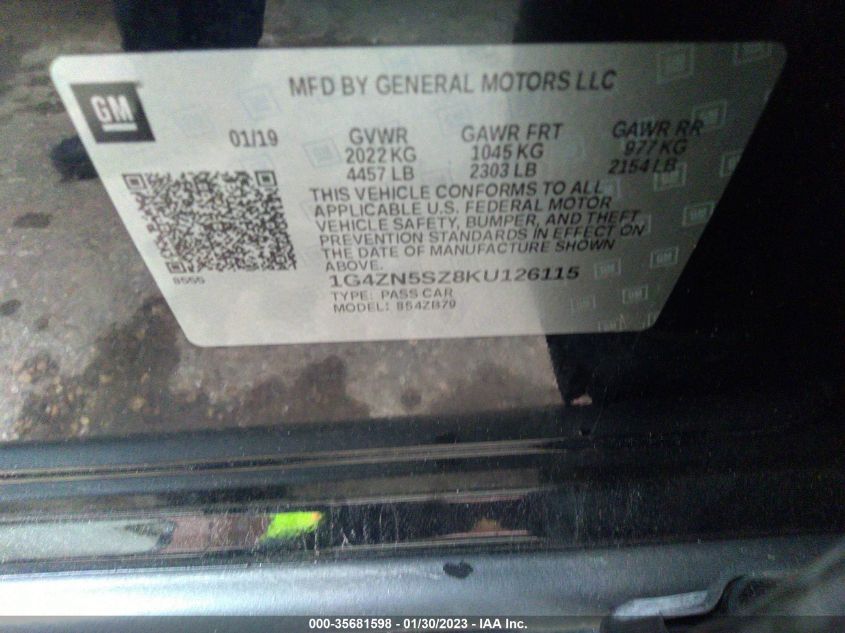 GM
MFD BY GENERAL MOTORS LLC
01/19 GVWR GAWR FRT GAWR RR
2022 KG 1045 KG 977 KG
4457 LB 2303 LB 2154 LB
THIS VEHICLE CONFORMS TO ALL
APPLICABLE U.S. FEDERAL MOTOR
VEHICLE SAFETY, BUMPER, AND THEFT
PREVENTION STANDARDS IN EFFECT ON
THE DATE OF MANUFACTURE SHOWN
ABOVE.
1G4ZN5SZ8KU126115
TYPE: PASS CAR
MODEL: 854ZB79
000-35681598 - 01/30/2023 - IAA Inc.